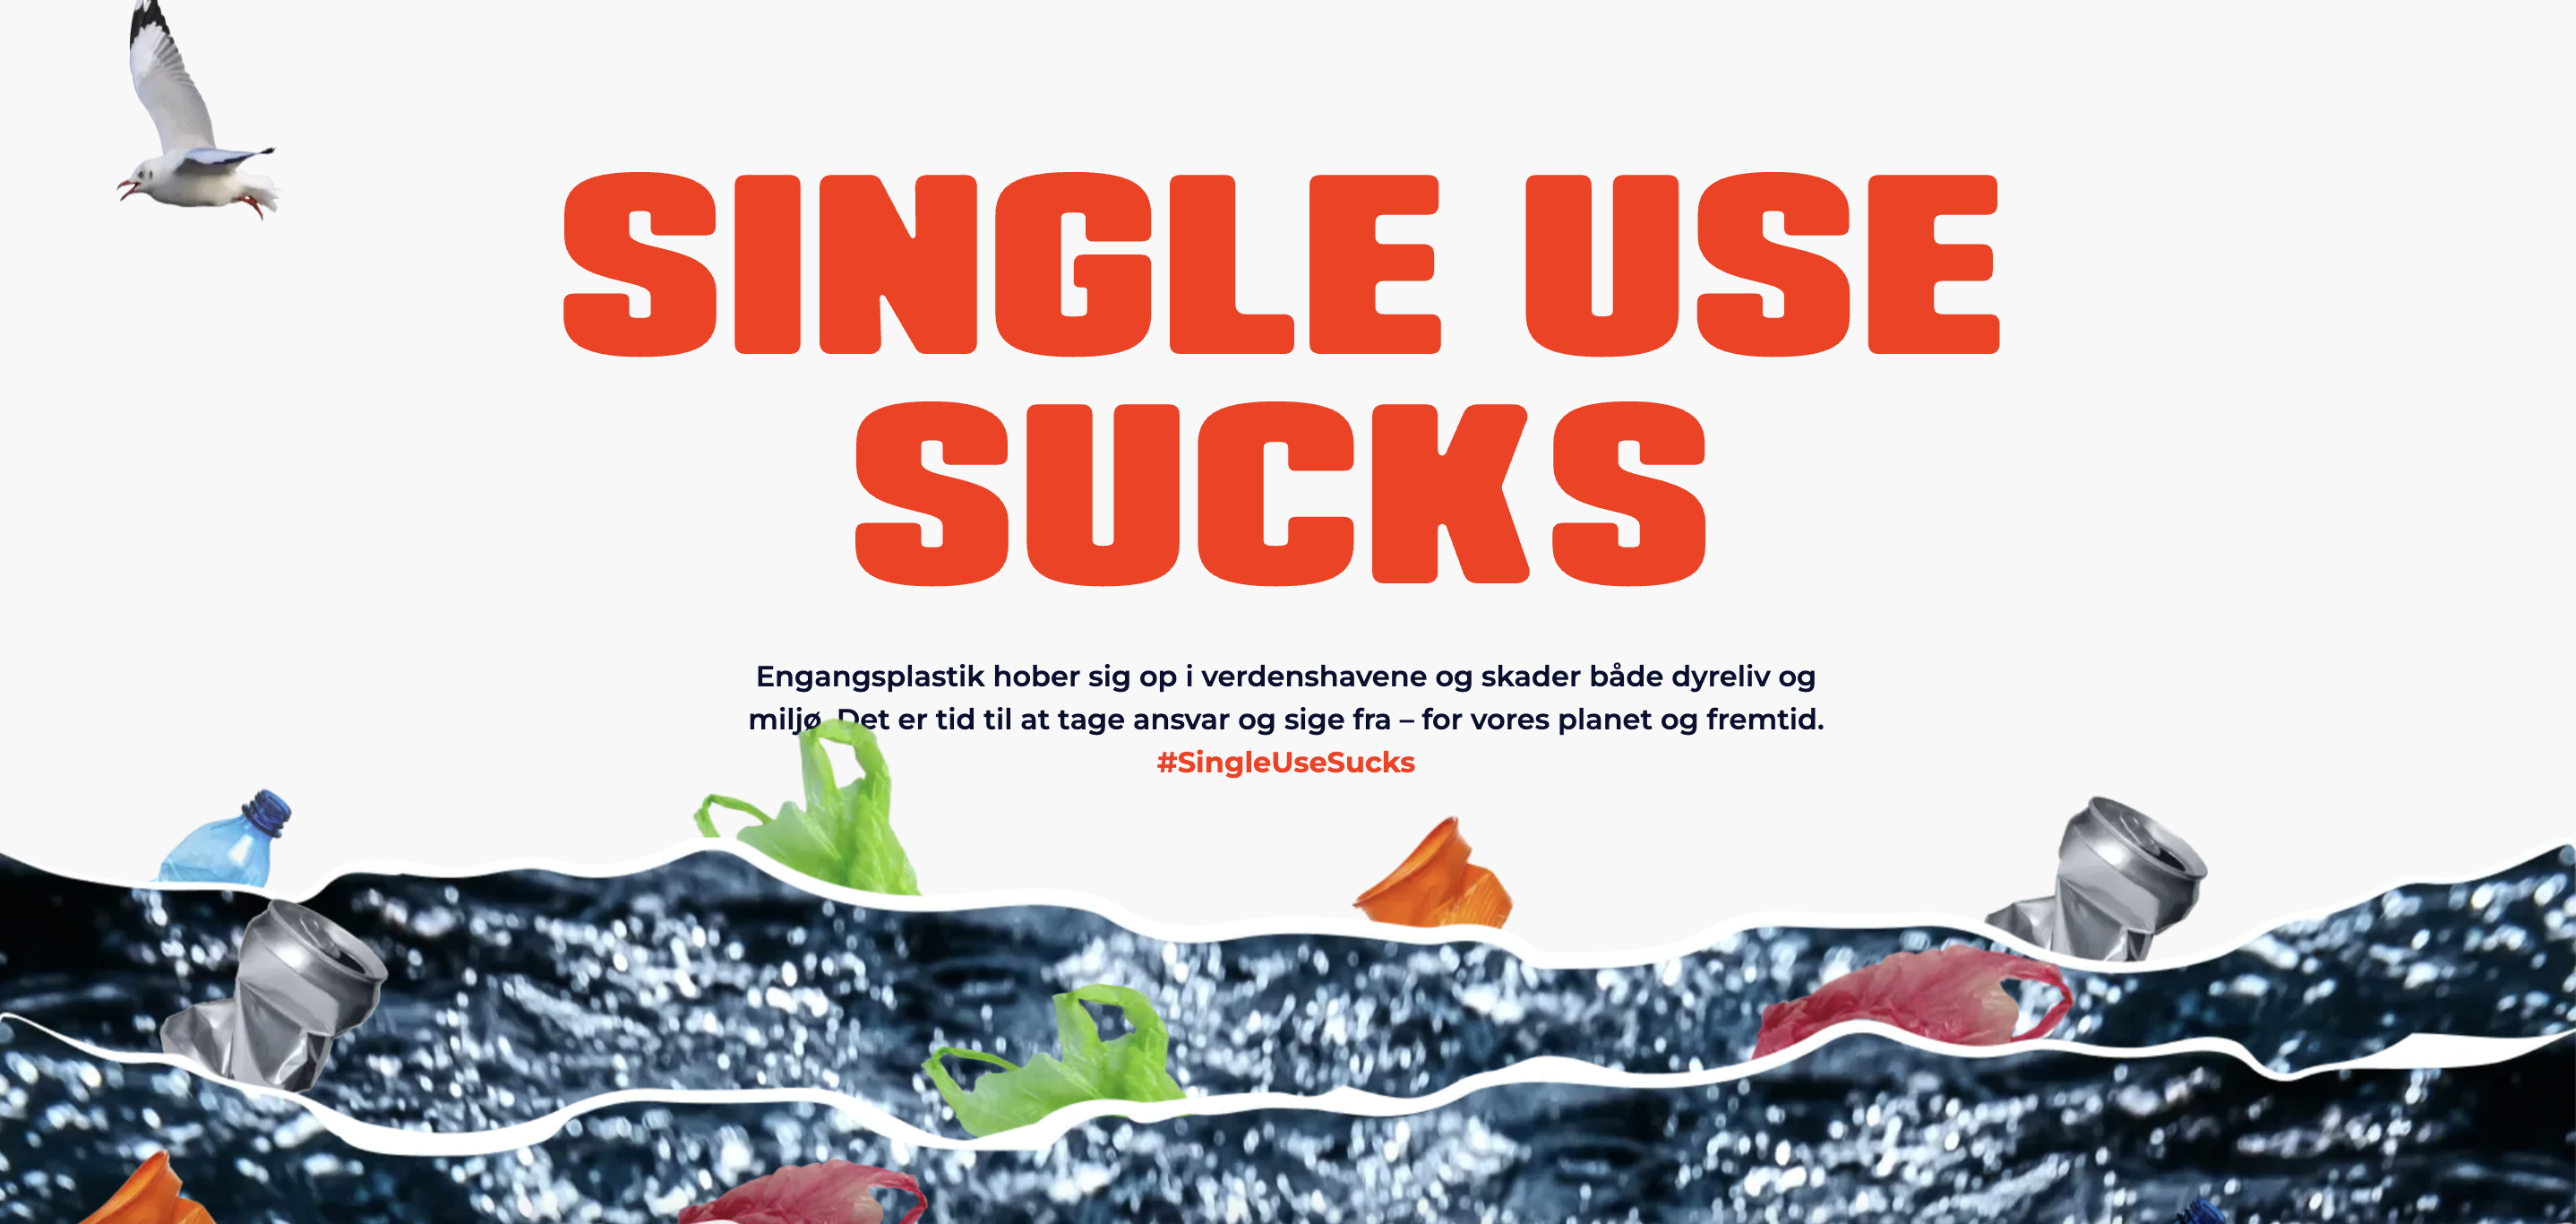 SINGLE USE
SUCKS
Engangsplastik hober sig op i verdenshavene og skader både dyreliv og
miljø. Det er tid til at tage ansvar og sige fra – for vores planet og fremtid.
#SingleUseSucks